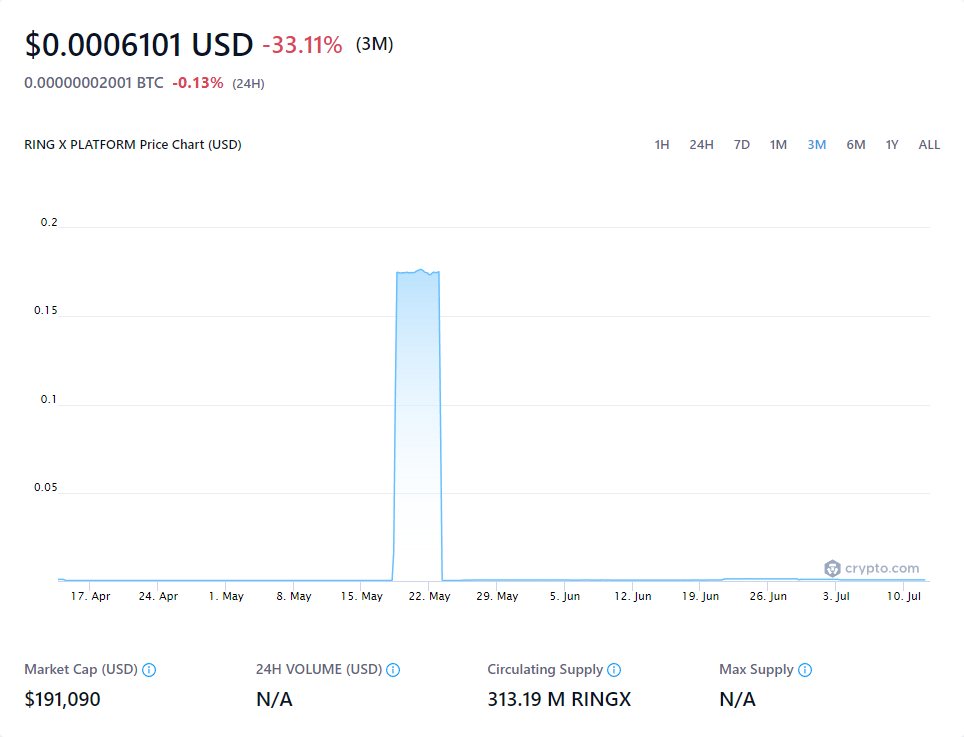 $0.0006101 USD -33.11% (3M)
0.00000002001 BTC -0.13% (24H)
RING X PLATFORM Price Chart (USD) 1H 24H 7D 1M 3M 6M 1Y ALL
0.2
0.15
0.1
0.05
crypto.com
17. Apr 24. Apr 1. May 8. May 15. May 22. May 29. May 5. Jun 12. Jun 19. Jun 26. Jun 3. Jul 10. Jul
Market Cap (USD) 24H VOLUME (USD) Circulating Supply Max Supply
$191,090 N/A 313.19 M RINGX N/A